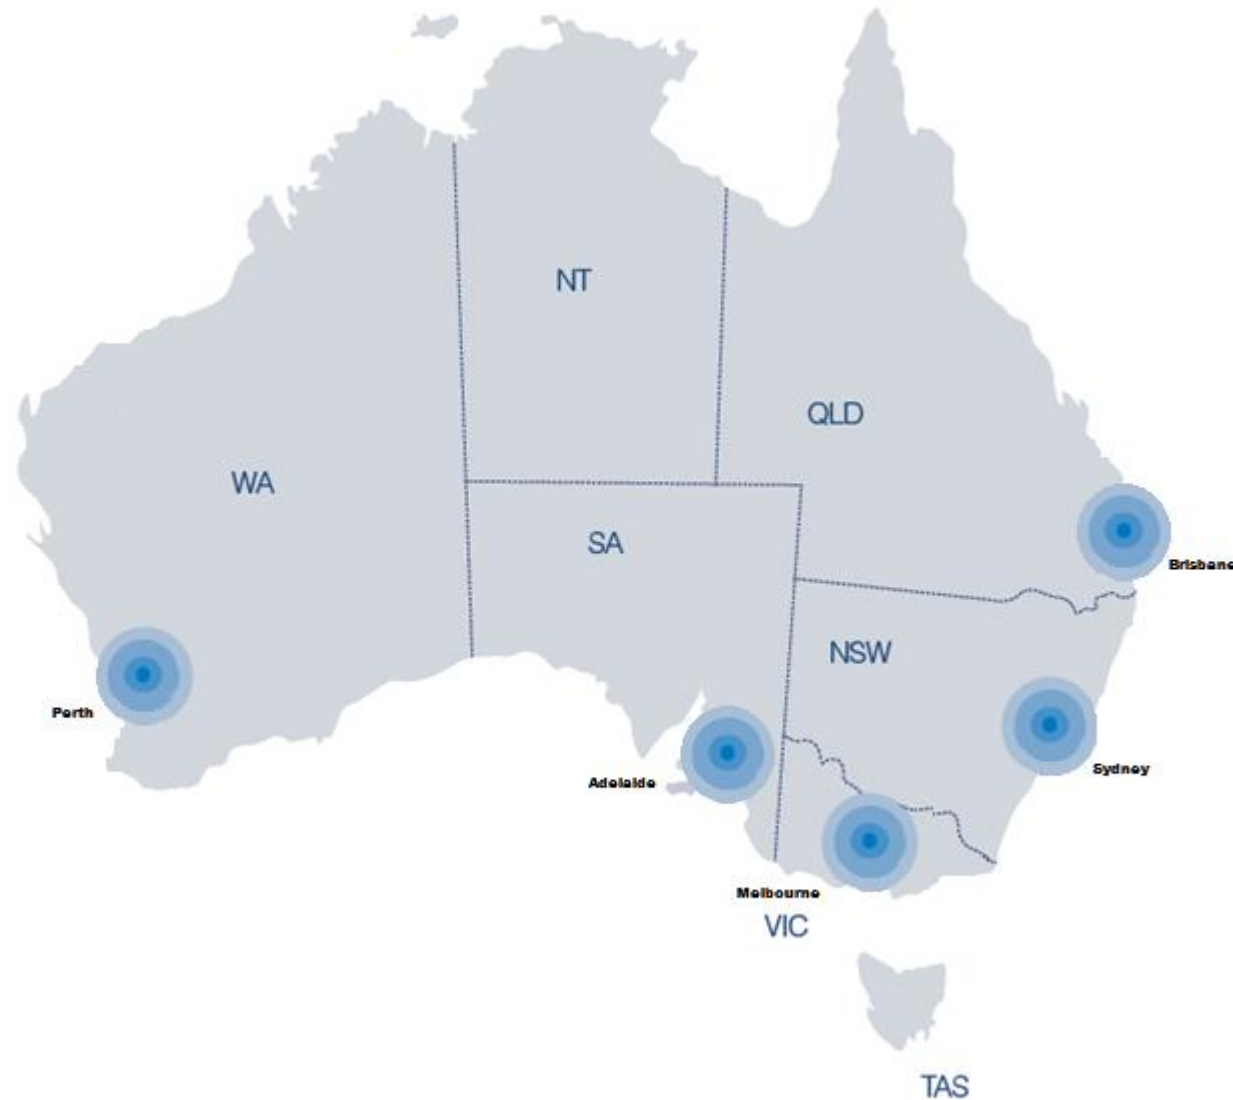 NT
QLD
WA
SA
Brisbane
NSW
Perth
Sydney
Adelaide
Melbourne
VIC
TAS